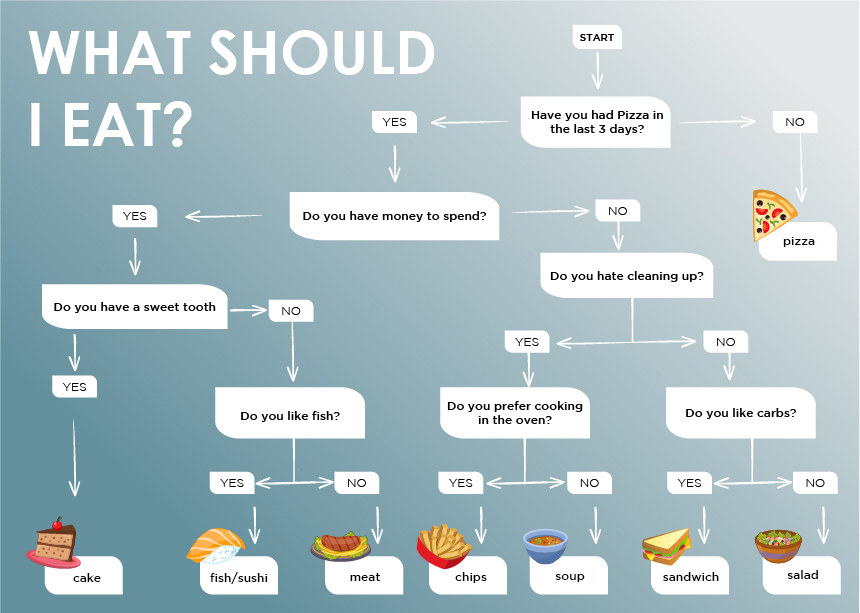 WHAT SHOULD
I EAT?
START
Have you had Pizza in
the last 3 days?
YES
NO
pizza
Do you have money to spend?
YES
NO
Do you hate cleaning up?
Do you have a sweet tooth
NO
YES
YES
NO
Do you like fish?
Do you prefer cooking
in the oven?
Do you like carbs?
YES
NO
YES
NO
YES
NO
cake
fish/sushi
meat
chips
soup
sandwich
salad